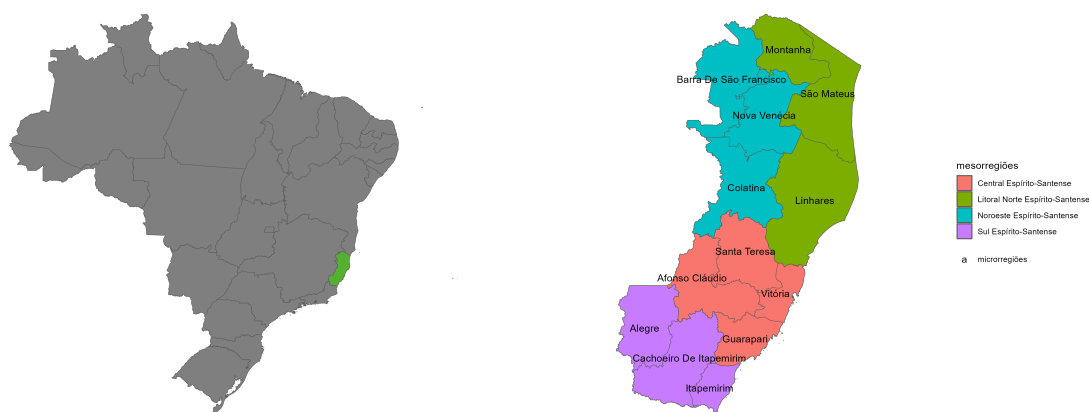 Montanha
Barra De São Francisco
São Mateus
Nova Venécia
Colatina
Linhares
Santa Teresa
Afonso Cláudio
Vitória
Alegre
Guarapari
Cachoeiro De Itapemirim
Itapemirim
mesorregiões
Central Espírito-Santense
Litoral Norte Espírito-Santense
Noroeste Espírito-Santense
Sul Espírito-Santense
a microrregiões